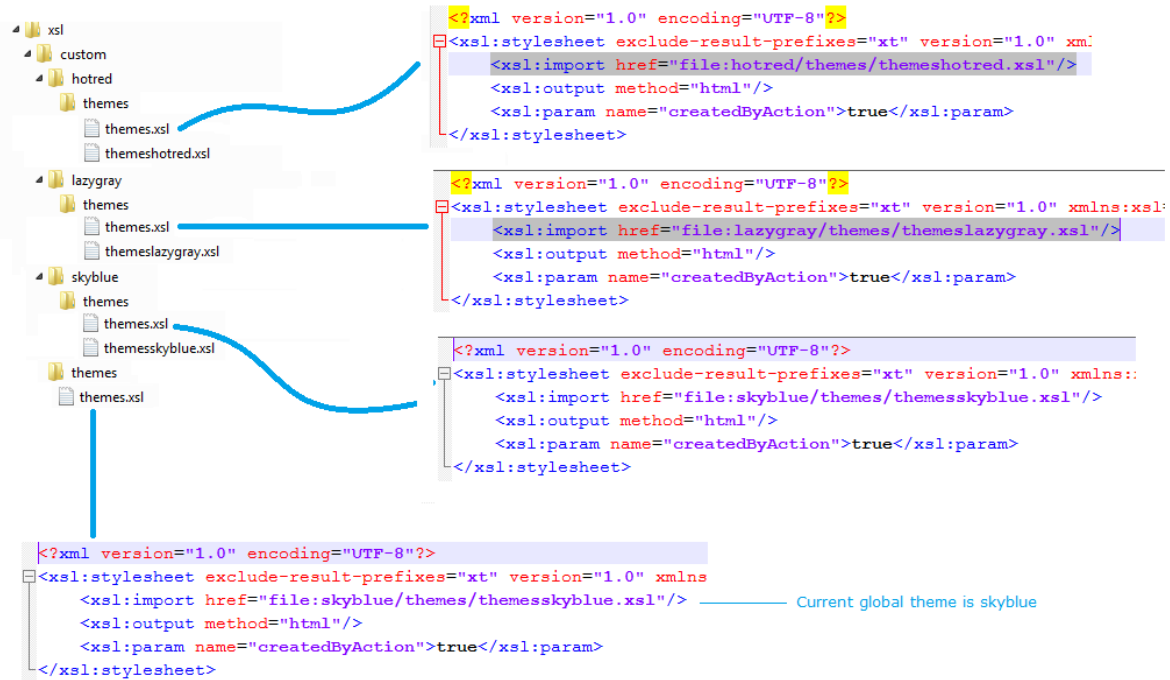 xsl
custom
hotred
themes
themes.xsl
themeshotred.xsl
lazygray
themes
themes.xsl
themeslazygray.xsl
skyblue
themes
themes.xsl
themesskyblue.xsl
themes
themes.xsl
<?xml version="1.0" encoding="UTF-8"?>
<xsl:stylesheet exclude-result-prefixes="xt" version="1.0"
<xsl:import href="file:hotred/themes/themeshotred.xsl"/>
<xsl:output method="html"/>
<xsl:param name="createdByAction">true</xsl:param>
</xsl:stylesheet>
<?xml version="1.0" encoding="UTF-8"?>
<xsl:stylesheet exclude-result-prefixes="xt" version="1.0" xmlns:xsl=
<xsl:import href="file:lazygray/themes/themeslazygray.xsl"/>
<xsl:output method="html"/>
<xsl:param name="createdByAction">true</xsl:param>
</xsl:stylesheet>
<?xml version="1.0" encoding="UTF-8"?>
<xsl:stylesheet exclude-result-prefixes="xt" version="1.0" xmlns:
<xsl:import href="file:skyblue/themes/themesskyblue.xsl"/>
<xsl:output method="html"/>
<xsl:param name="createdByAction">true</xsl:param>
</xsl:stylesheet>
<?xml version="1.0" encoding="UTF-8"?>
<xsl:stylesheet exclude-result-prefixes="xt" version="1.0" xmlns
<xsl:import href="file:skyblue/themes/themesskyblue.xsl"/> Current global theme is skyblue
<xsl:output method="html"/>
<xsl:param name="createdByAction">true</xsl:param>
</xsl:stylesheet>